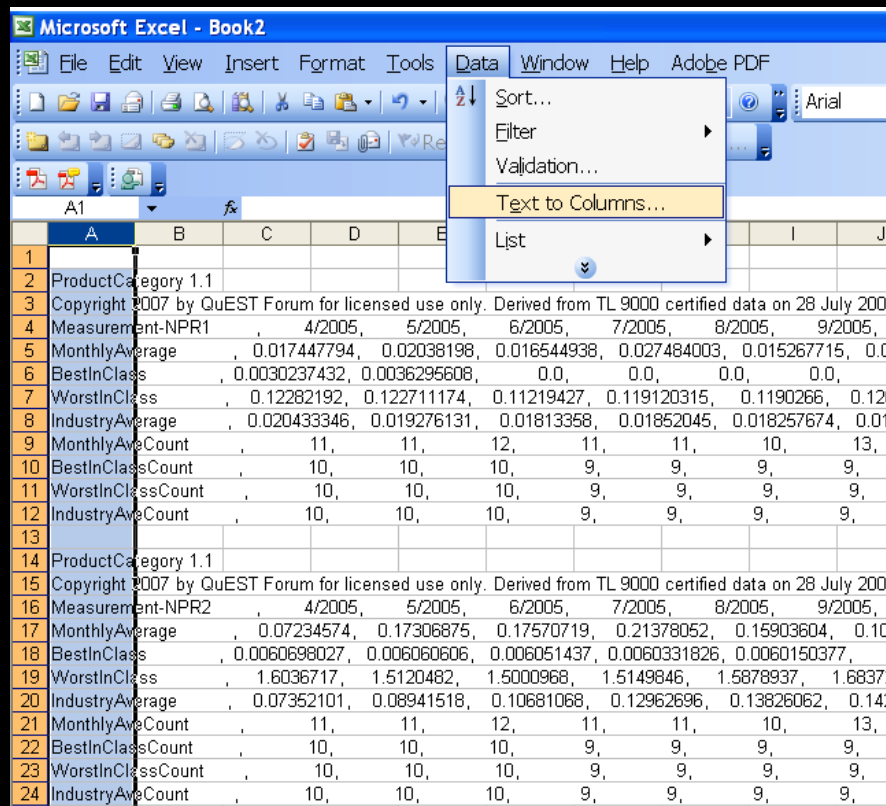 Microsoft Excel - Book2
File Edit View Insert Format Tools Data Window Help Adobe PDF
Arial
Sort...
Filter
Validation...
Text to Columns...
List
A1 fx
A B C D E I J
1
2 ProductCategory 1.1
3 Copyright 2007 by QuEST Forum for licensed use only. Derived from TL 9000 certified data on 28 July 200
4 Measurement-NPR1 , 4/2005, 5/2005, 6/2005, 7/2005, 8/2005, 9/2005,
5 MonthlyAverage , 0.017447794, 0.02038198, 0.016544938, 0.027484003, 0.015267715, 0.0
6 BestInClass , 0.0030237432, 0.0036295608, 0.0, 0.0, 0.0, 0.0,
7 WorstInClass , 0.12282192, 0.122711174, 0.11219427, 0.119120315, 0.1190266, 0.12
8 IndustryAverage , 0.020433346, 0.019276131, 0.01813358, 0.01852045, 0.018257674, 0.01
9 MonthlyAveCount , 11, 11, 12, 11, 11, 10, 13,
10 BestInClassCount , 10, 10, 10, 9, 9, 9, 9,
11 WorstInClassCount , 10, 10, 10, 9, 9, 9, 9,
12 IndustryAveCount , 10, 10, 10, 9, 9, 9, 9,
13
14 ProductCategory 1.1
15 Copyright 2007 by QuEST Forum for licensed use only. Derived from TL 9000 certified data on 28 July 200
16 Measurement-NPR2 , 4/2005, 5/2005, 6/2005, 7/2005, 8/2005, 9/2005,
17 MonthlyAverage , 0.07234574, 0.17306875, 0.17570719, 0.21378052, 0.15903604, 0.10
18 BestInClass , 0.0060698027, 0.006060606, 0.006051437, 0.0060331826, 0.0060150377,
19 WorstInClass , 1.6036717, 1.5120482, 1.5000968, 1.5149846, 1.5878937, 1.6837
20 IndustryAverage , 0.07352101, 0.08941518, 0.10681068, 0.12962696, 0.13826062, 0.14
21 MonthlyAveCount , 11, 11, 12, 11, 11, 10, 13,
22 BestInClassCount , 10, 10, 10, 9, 9, 9, 9,
23 WorstInClassCount , 10, 10, 10, 9, 9, 9, 9,
24 IndustryAveCount , 10, 10, 10, 9, 9, 9, 9,